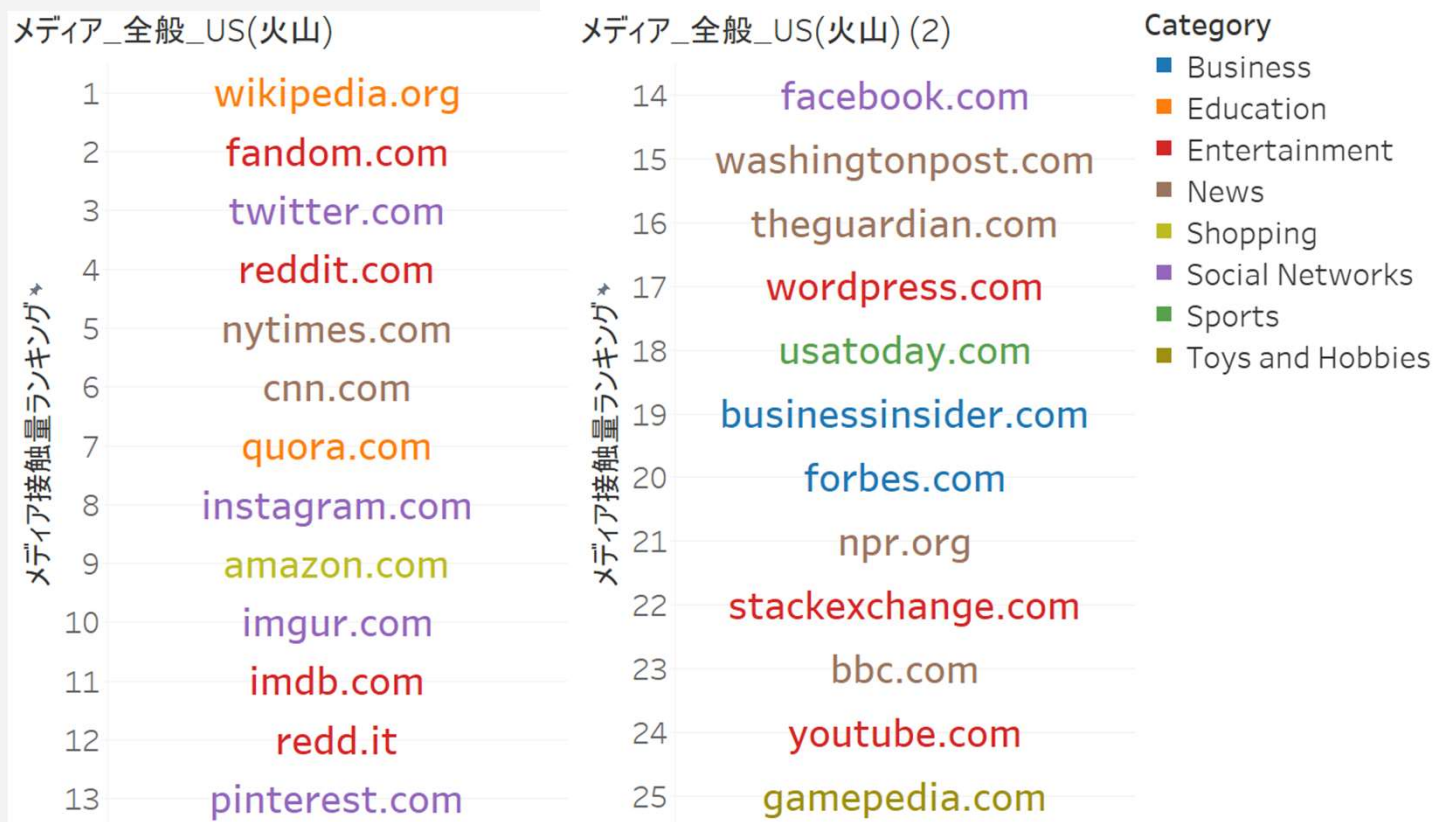 メディア_全般_US(火山)
メディア接触量ランキング
1 wikipedia.org
2 fandom.com
3 twitter.com
4 reddit.com
5 nytimes.com
6 cnn.com
7 quora.com
8 instagram.com
9 amazon.com
10 imgur.com
11 imdb.com
12 redd.it
13 pinterest.com
メディア_全般_US(火山) (2)
メディア接触量ランキング
14 facebook.com
15 washingtonpost.com
16 theguardian.com
17 wordpress.com
18 usatoday.com
19 businessinsider.com
20 forbes.com
21 npr.org
22 stackexchange.com
23 bbc.com
24 youtube.com
25 gamepedia.com
Category
Business
Education
Entertainment
News
Shopping
Social Networks
Sports
Toys and Hobbies